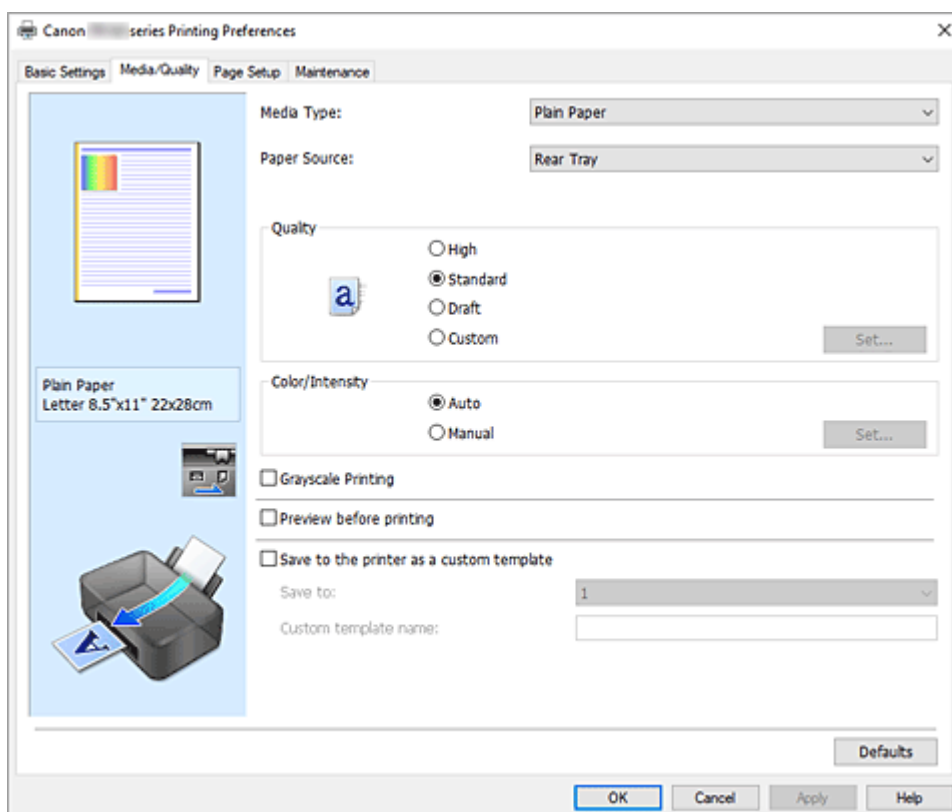 Canon series Printing Preferences
Basic Settings Media/Quality Page Setup Maintenance
Media Type: Plain Paper
Paper Source: Rear Tray
Quality
High
a
Standard
Draft
Custom Set...
Plain Paper
Letter 8.5"x11" 22x28cm
Color/Intensity
Auto
Manual Set...
Grayscale Printing
Preview before printing
Save to the printer as a custom template
Save to: 1
Custom template name:
A
Defaults
OK Cancel Apply Help